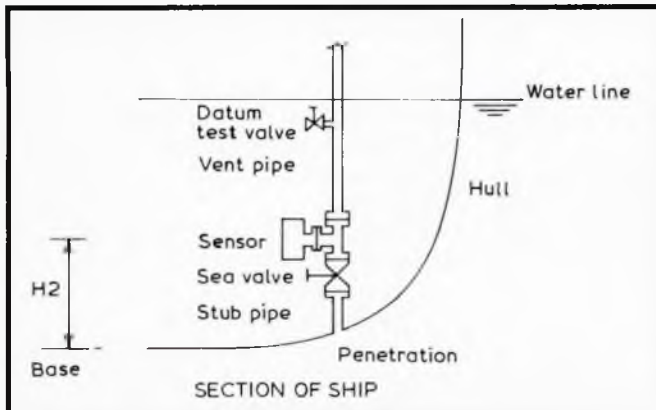 Water line
Datum
test valve
Vent pipe
Hull
Sensor
Sea valve
H2
Stub pipe
Penetration
Base
SECTION OF SHIP